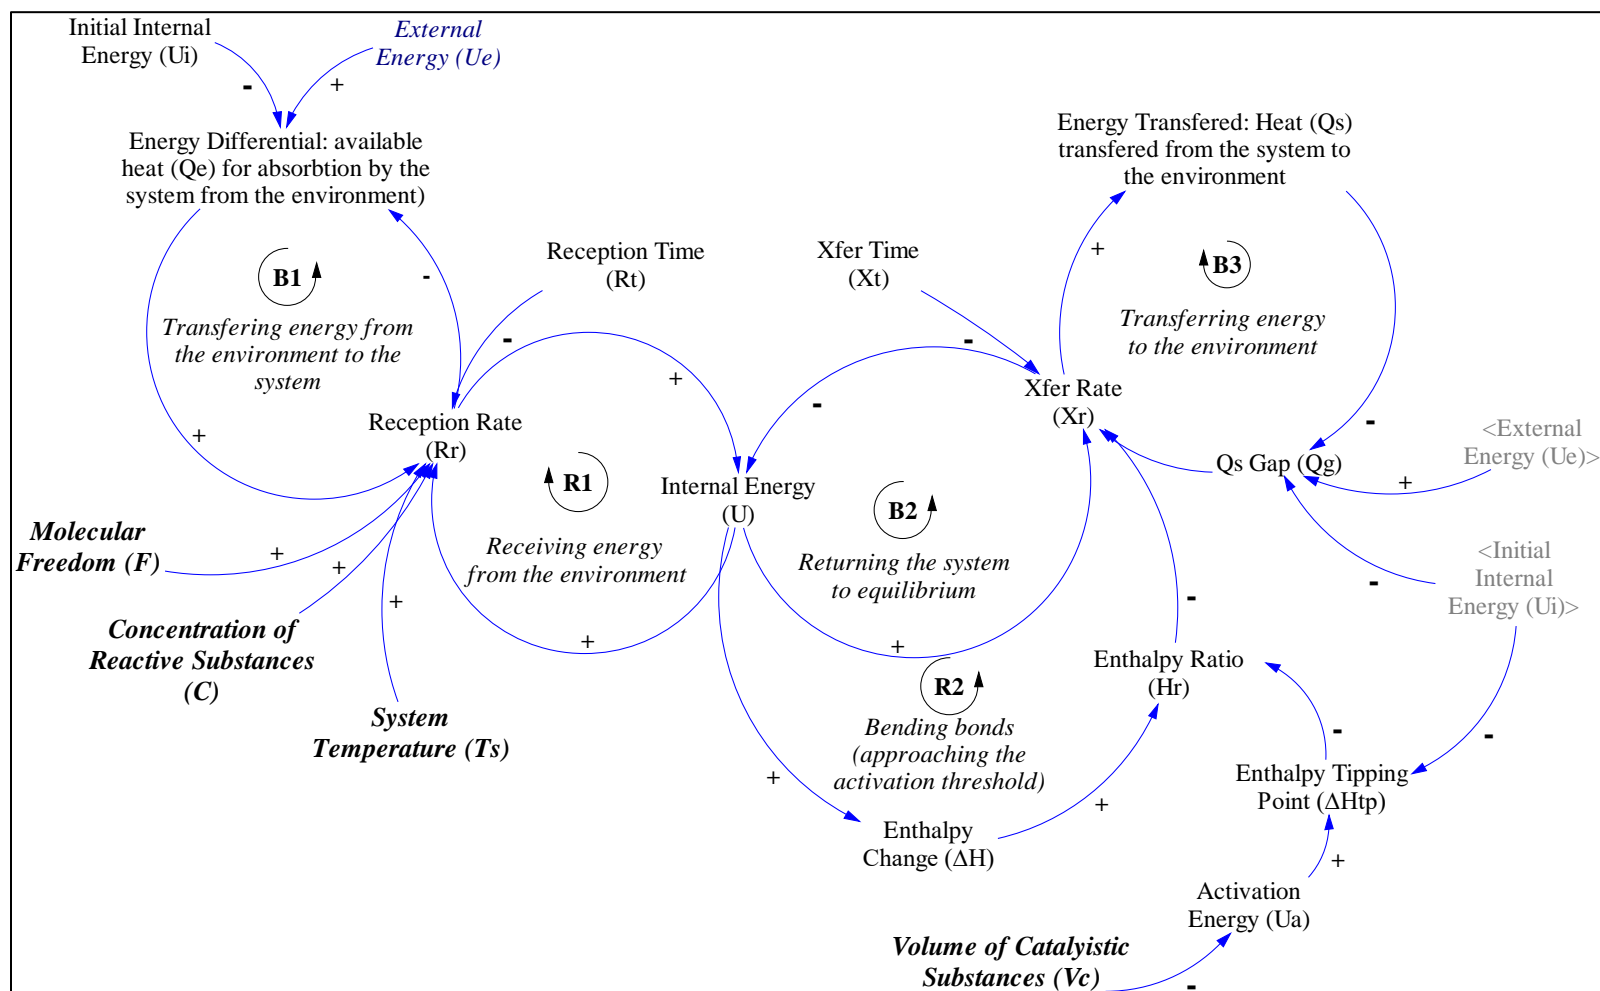 Initial Internal
Energy (Ui)
External
Energy (Ue)
-
+
Energy Differential: available
heat (Qe) for absorbtion by the
system from the environment)
Energy Transfered: Heat (Qs)
transfered from the system to
the environment
B1
-
Transfering energy from
the environment to the
system
+
Reception Time
(Rt)
-
Xfer Time
(Xt)
-
+
B3
Transferring energy
to the environment
-
+
-
Xfer Rate
(Xr)
Reception Rate
(Rr)
<External
Energy (Ue)>
Qs Gap (Qg)
+
R1
Receiving energy
from the environment
Internal Energy
(U)
B2
Returning the system
to equilibrium
<Initial
Internal
Energy (Ui)>
-
-
Molecular
Freedom (F)
+
+
+
+
+
Concentration of
Reactive Substances
(C)
System
Temperature (Ts)
-
Enthalpy Ratio
(Hr)
R2
Bending bonds
(approaching the
activation threshold)
+
+
-
Enthalpy Tipping
Point (ΔHtp)
Enthalpy
Change (ΔH)
+
Activation
Energy (Ua)
Volume of Catalyistic
Substances (Vc)
-